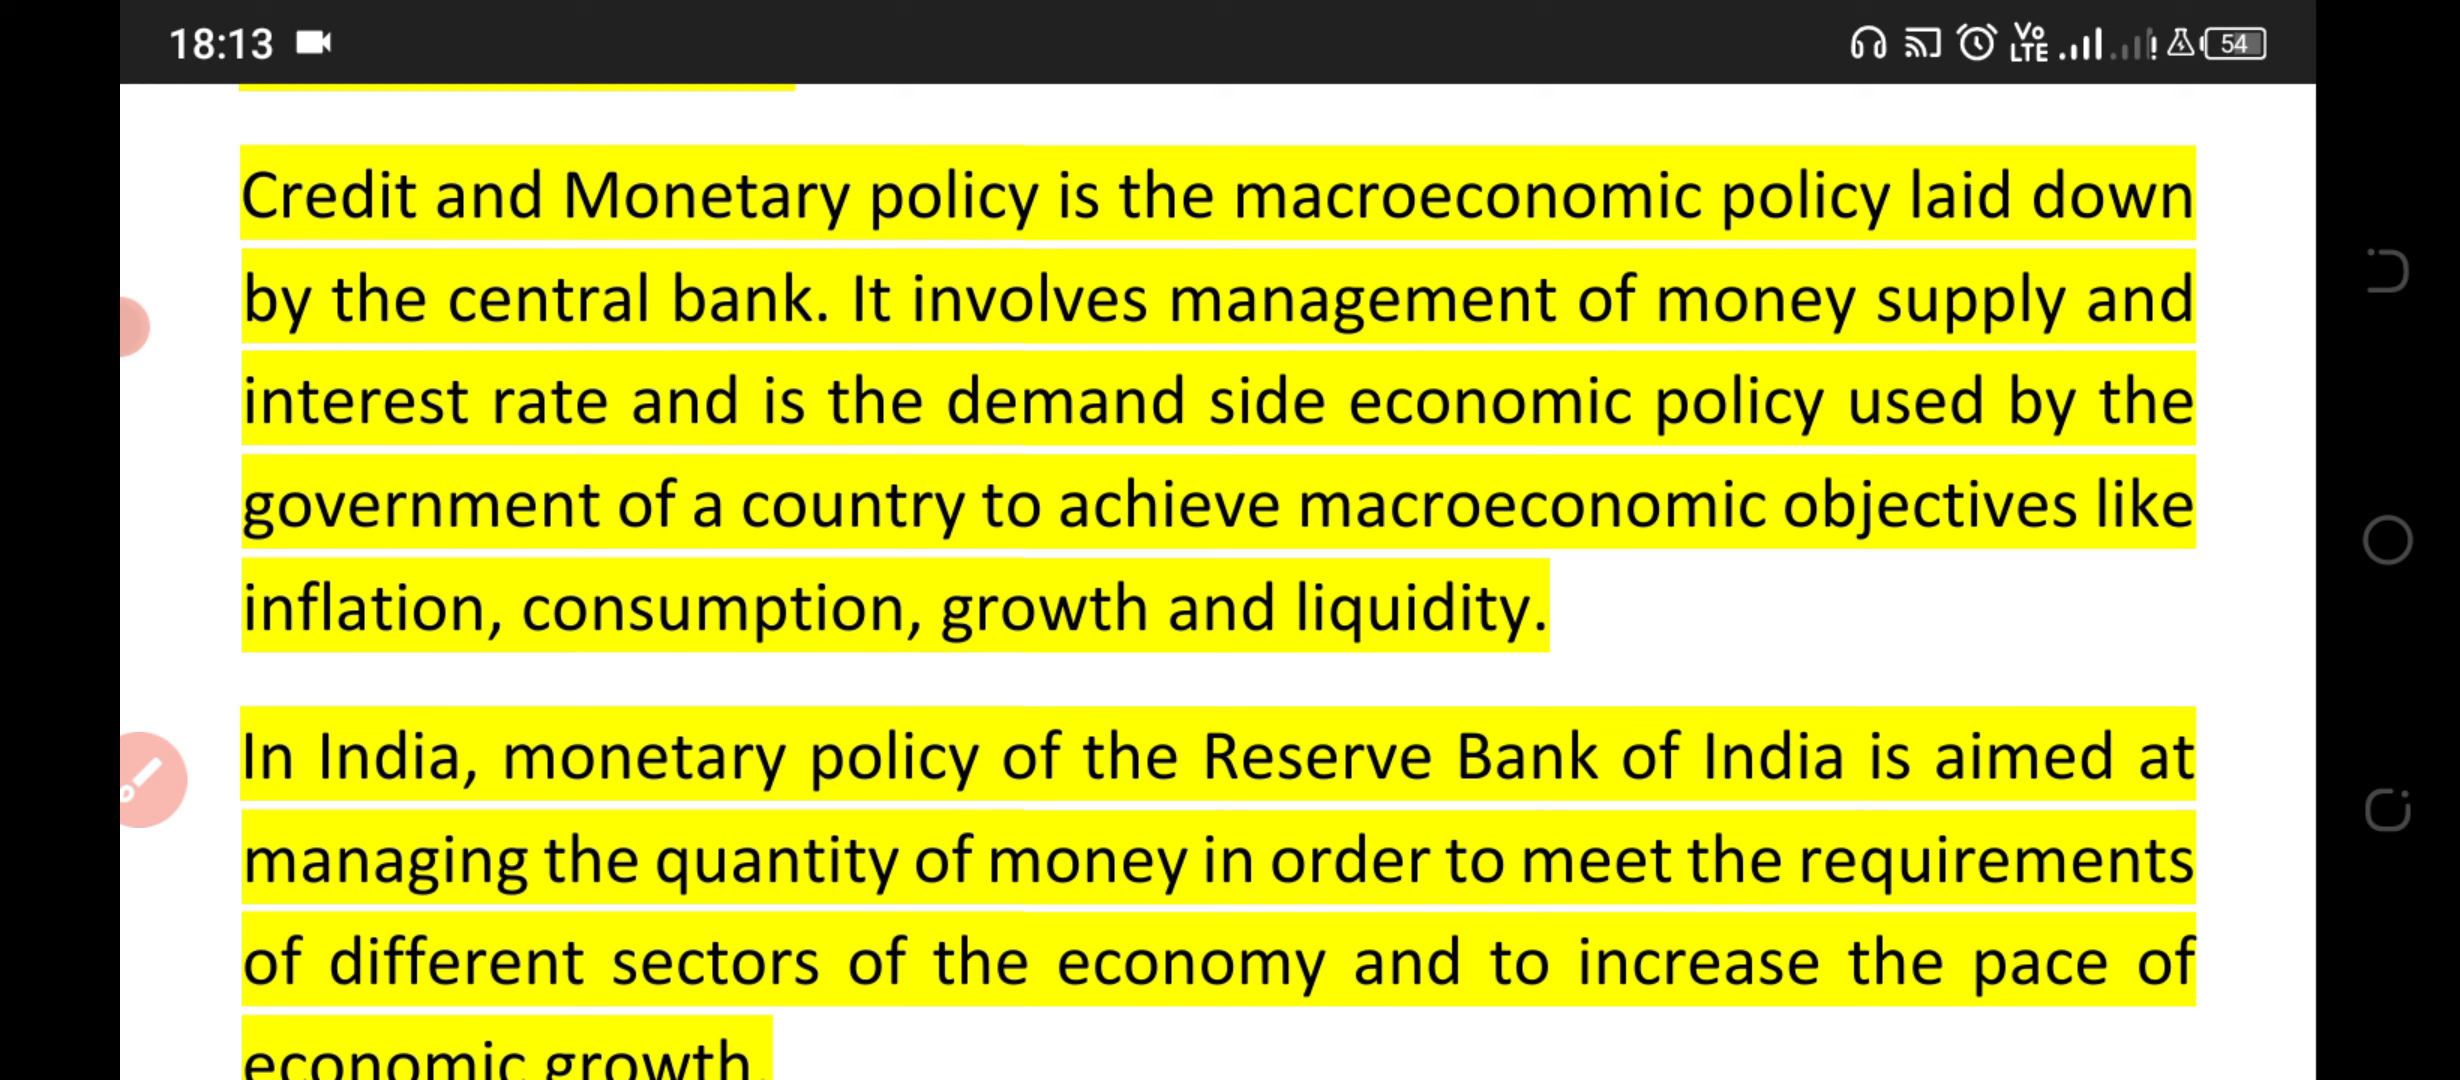 18:13 Vo LTE 54
Credit and Monetary policy is the macroeconomic policy laid down
by the central bank. It involves management of money supply and
interest rate and is the demand side economic policy used by the
government of a country to achieve macroeconomic objectives like
inflation, consumption, growth and liquidity.
In India, monetary policy of the Reserve Bank of India is aimed at
managing the quantity of money in order to meet the requirements
of different sectors of the economy and to increase the pace of
economic growth.